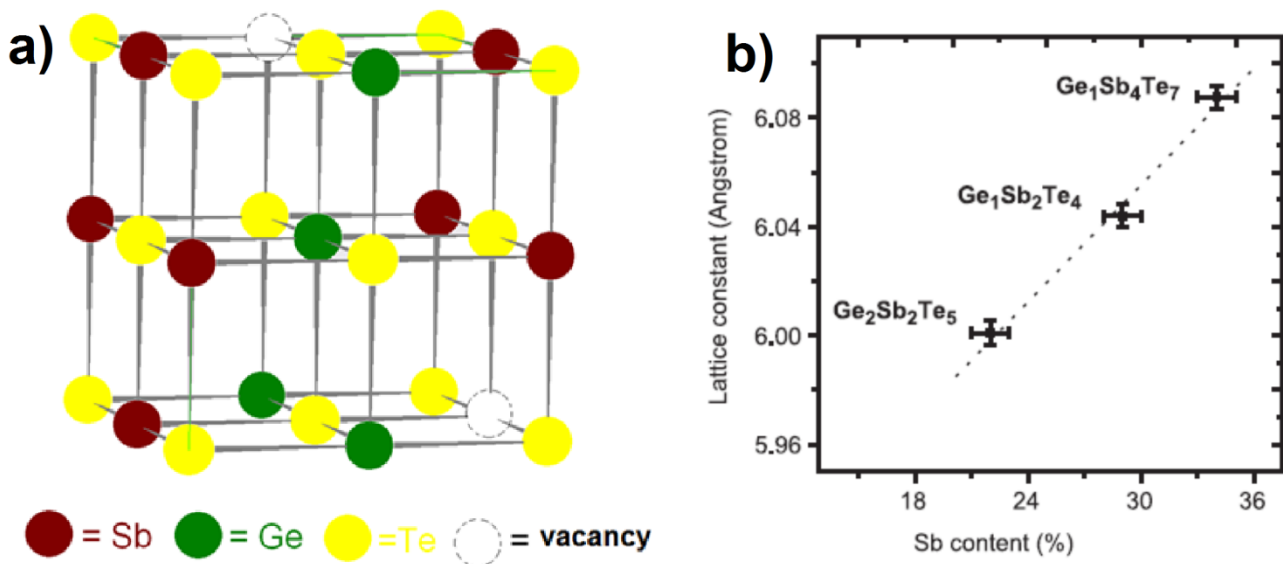 a)
= Sb = Ge =Te = vacancy
b)
Lattice constant (Angstrom)
6.08
6.04
6.00
5.96
Ge₁Sb₄Te₇
Ge₁Sb₂Te₄
Ge₂Sb₂Te₅
18 24 30 36
Sb content (%)